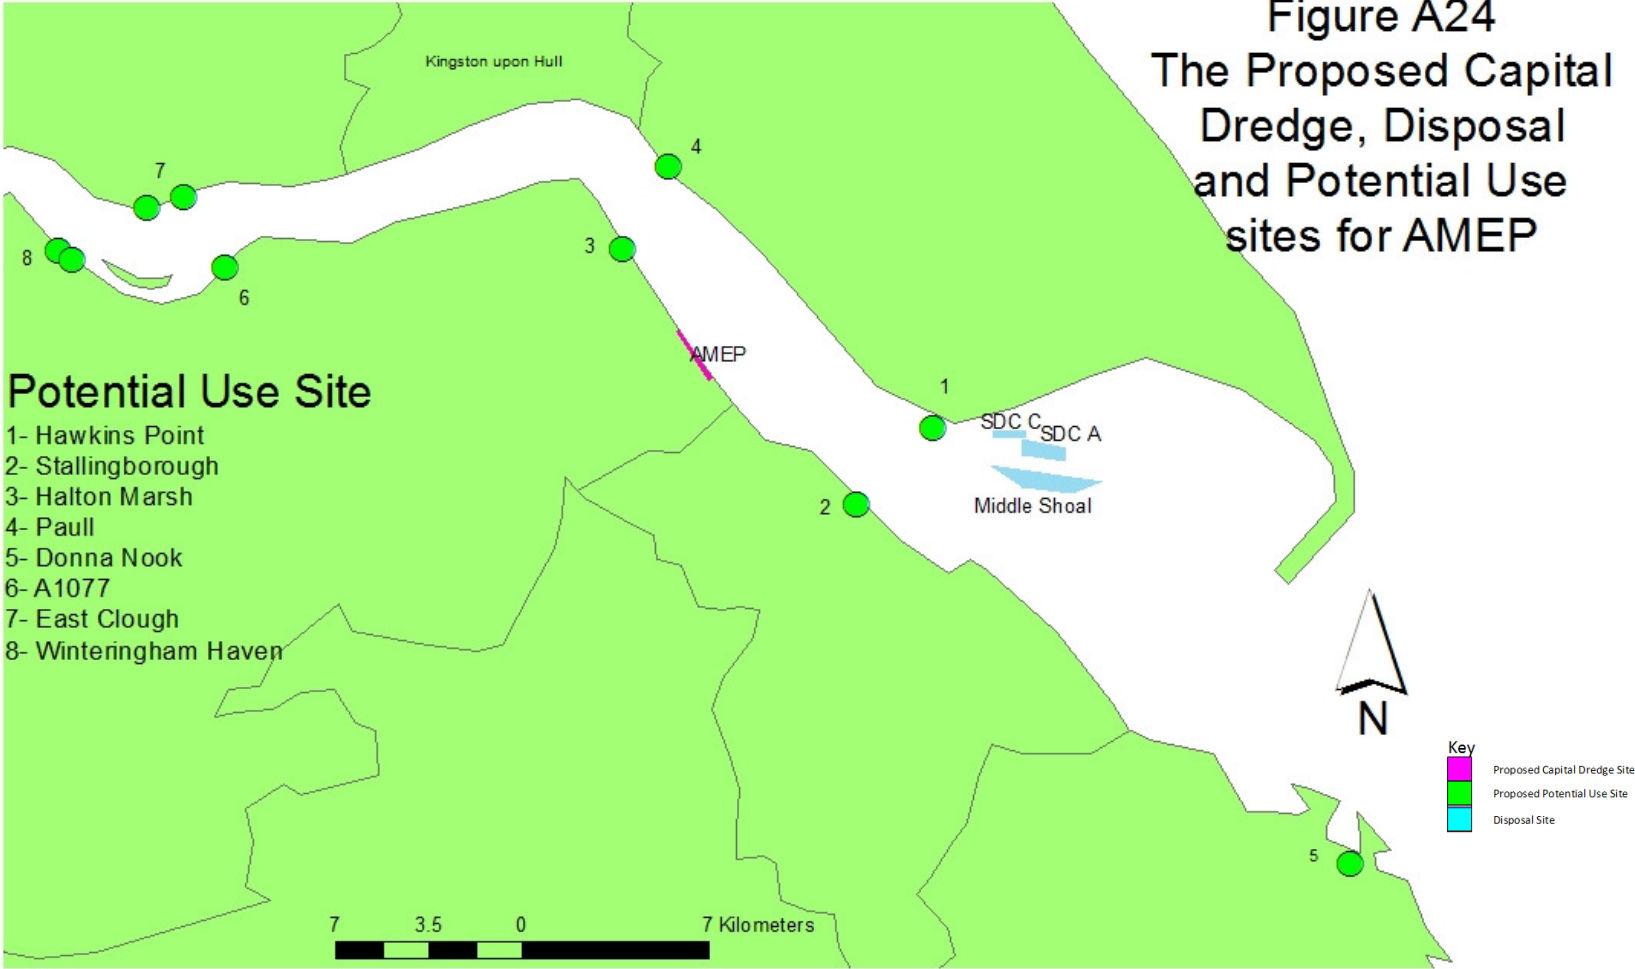 Figure A24
The Proposed Capital
Dredge, Disposal
and Potential Use
sites for AMEP
Kingston upon Hull
4
7
3
8
6
AMEP
1
SDC C
SDC A
Middle Shoal
2
Potential Use Site
1- Hawkins Point
2- Stallingborough
3- Halton Marsh
4- Paull
5- Donna Nook
6- A1077
7- East Clough
8- Winteringham Haven
N
Key
Proposed Capital Dredge Site
Proposed Potential Use Site
Disposal Site
5
7 3.5 0 7 Kilometers